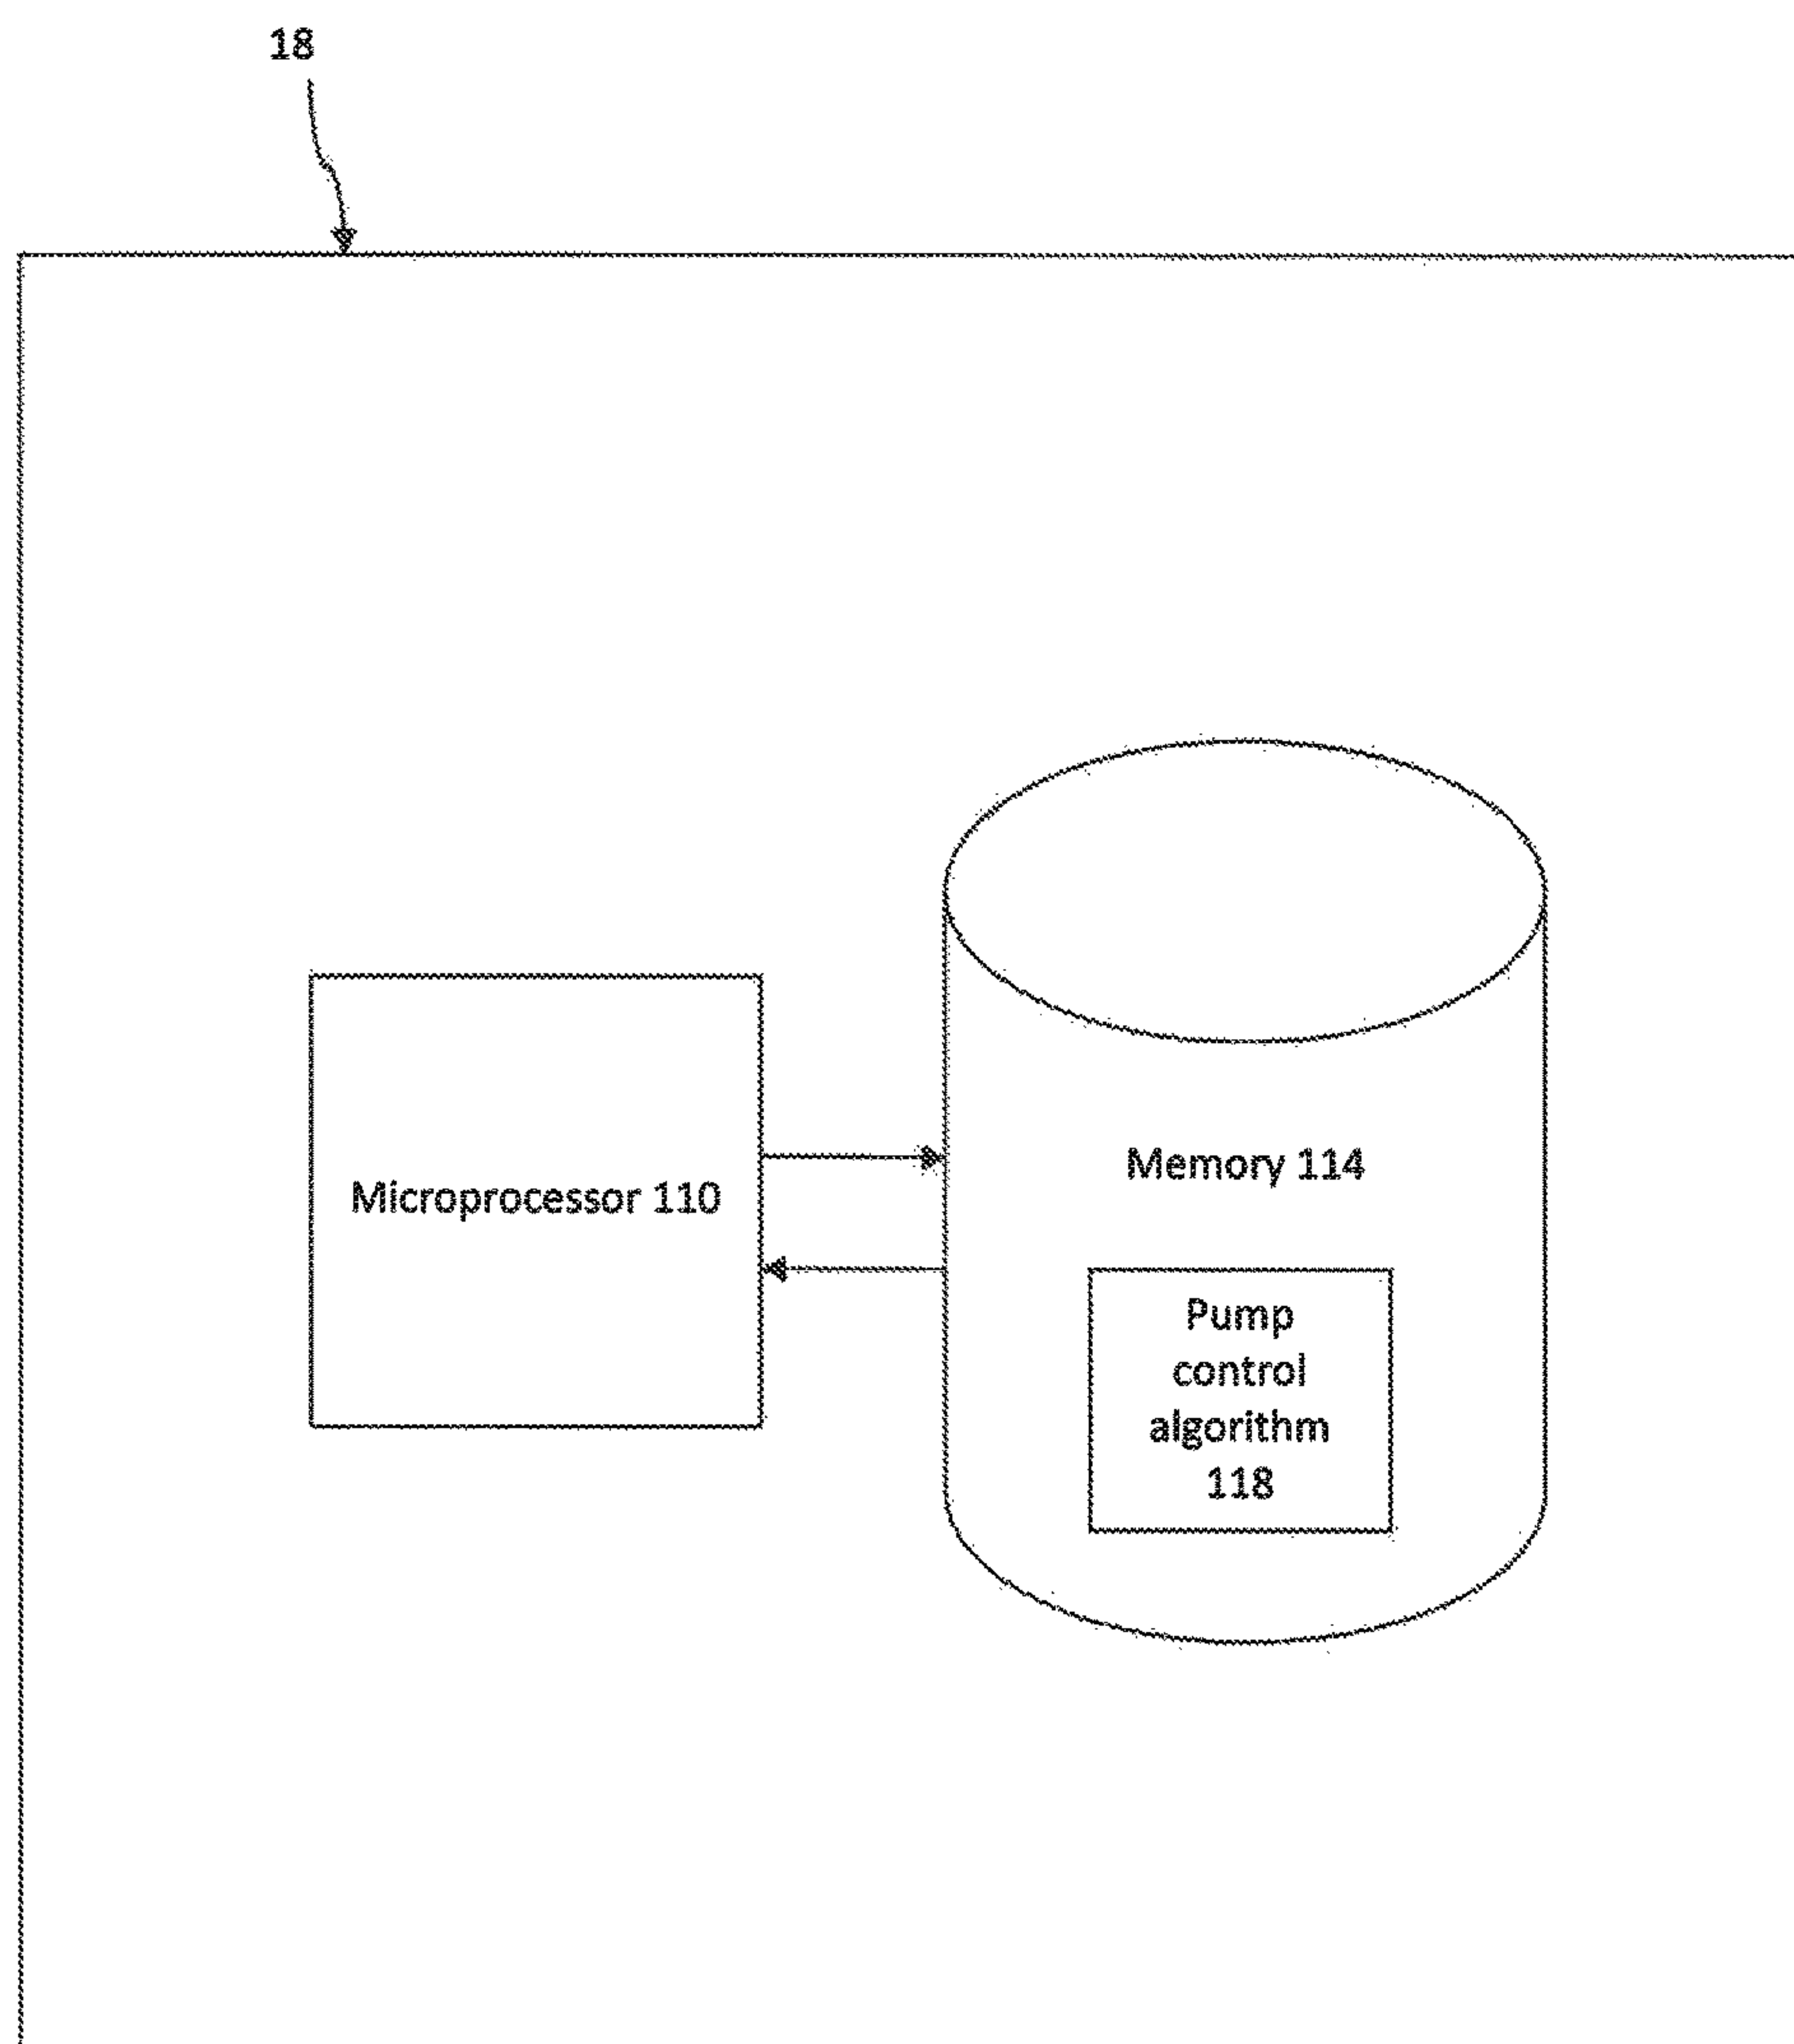 18
Memory 114
Microprocessor 110
Pump
control
algorithm
118